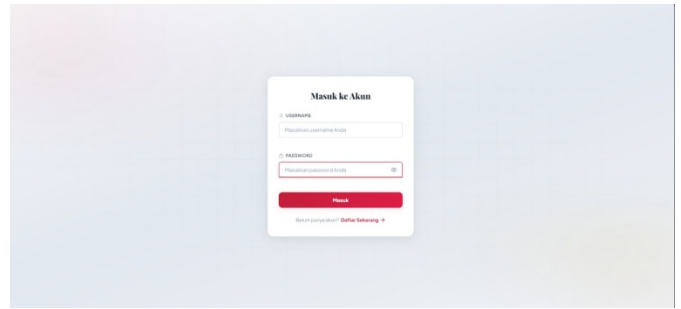 Masuk ke Akun
USERNAME
Masukkan username Anda
PASSWORD
Masukkan password Anda
Masuk
Belum punya akun? Daftar Sekarang →